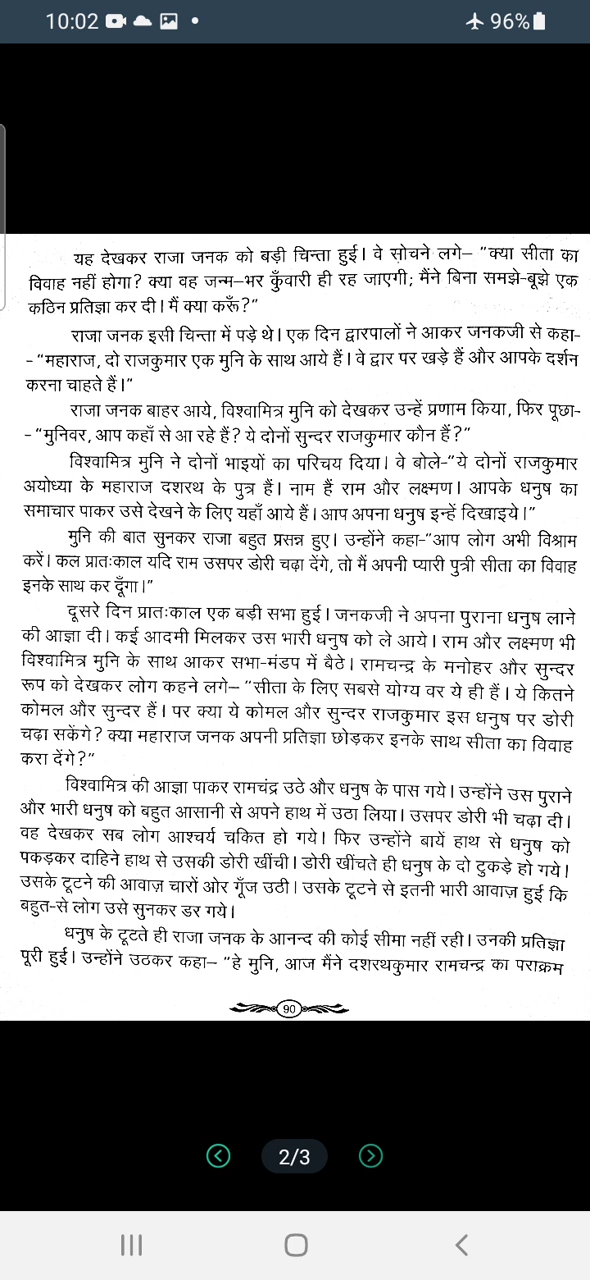 10:02
96%
यह देखकर राजा जनक को बड़ी चिन्ता हुई। वे सोचने लगे– "क्या सीता का
विवाह नहीं होगा? क्या वह जन्म–भर कुँवारी ही रह जाएगी; मैंने बिना समझे-बूझे एक
कठिन प्रतिज्ञा कर दी। मैं क्या करूँ?"
राजा जनक इसी चिन्ता में पड़े थे। एक दिन द्वारपालों ने आकर जनकजी से कहा-
- "महाराज, दो राजकुमार एक मुनि के साथ आये हैं। वे द्वार पर खड़े हैं और आपके दर्शन
करना चाहते हैं।"
राजा जनक बाहर आये, विश्वामित्र मुनि को देखकर उन्हें प्रणाम किया, फिर पूछा-
- "मुनिवर, आप कहाँ से आ रहे हैं? ये दोनों सुन्दर राजकुमार कौन हैं?"
विश्वामित्र मुनि ने दोनों भाइयों का परिचय दिया। वे बोले-"ये दोनों राजकुमार
अयोध्या के महाराज दशरथ के पुत्र हैं। नाम हैं राम और लक्ष्मण। आपके धनुष का
समाचार पाकर उसे देखने के लिए यहाँ आये हैं। आप अपना धनुष इन्हें दिखाइये।"
मुनि की बात सुनकर राजा बहुत प्रसन्न हुए। उन्होंने कहा-"आप लोग अभी विश्राम
करें। कल प्रातःकाल यदि राम उसपर डोरी चढ़ा देंगे, तो मैं अपनी प्यारी पुत्री सीता का विवाह
इनके साथ कर दूँगा।"
दूसरे दिन प्रातःकाल एक बड़ी सभा हुई। जनकजी ने अपना पुराना धनुष लाने
की आज्ञा दी। कई आदमी मिलकर उस भारी धनुष को ले आये। राम और लक्ष्मण भी
विश्वामित्र मुनि के साथ आकर सभा-मंडप में बैठे। रामचन्द्र के मनोहर और सुन्दर
रूप को देखकर लोग कहने लगे– "सीता के लिए सबसे योग्य वर ये ही हैं। ये कितने
कोमल और सुन्दर हैं। पर क्या ये कोमल और सुन्दर राजकुमार इस धनुष पर डोरी
चढ़ा सकेंगे? क्या महाराज जनक अपनी प्रतिज्ञा छोड़कर इनके साथ सीता का विवाह
करा देंगे?"
विश्वामित्र की आज्ञा पाकर रामचंद्र उठे और धनुष के पास गये। उन्होंने उस पुराने
और भारी धनुष को बहुत आसानी से अपने हाथ में उठा लिया। उसपर डोरी भी चढ़ा दी।
वह देखकर सब लोग आश्चर्य चकित हो गये। फिर उन्होंने बायें हाथ से धनुष को
पकड़कर दाहिने हाथ से उसकी डोरी खींची। डोरी खींचते ही धनुष के दो टुकड़े हो गये।
उसके टूटने की आवाज़ चारों ओर गूँज उठी। उसके टूटने से इतनी भारी आवाज़ हुई कि
बहुत-से लोग उसे सुनकर डर गये।
धनुष के टूटते ही राजा जनक के आनन्द की कोई सीमा नहीं रही। उनकी प्रतिज्ञा
पूरी हुई। उन्होंने उठकर कहा– "हे मुनि, आज मैंने दशरथकुमार रामचन्द्र का पराक्रम
90
2/3